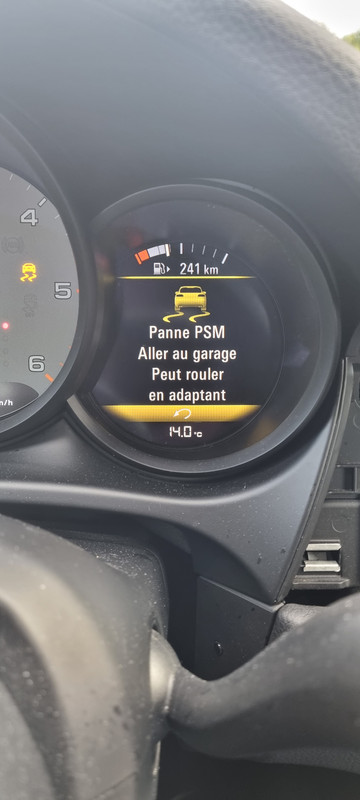 4
5
6
m/h
241 km
Panne PSM
Aller au garage
Peut rouler
en adaptant
14.0 °C